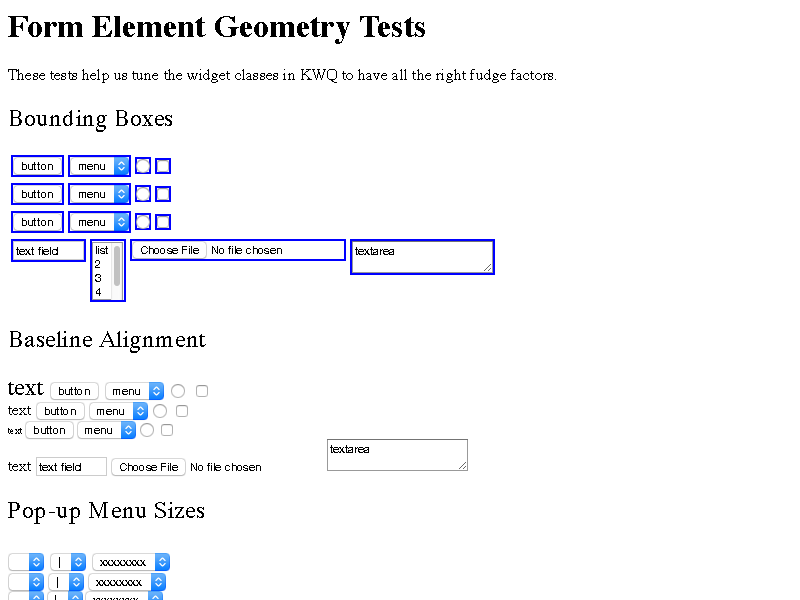 Form Element Geometry Tests
These tests help us tune the widget classes in KWQ to have all the right fudge factors.
Bounding Boxes
button menu
button menu
button menu
text field list Choose File No file chosen textarea
2
3
4
Baseline Alignment
text button menu
text button menu
text button menu
textarea
text text field Choose File No file chosen
Pop-up Menu Sizes
| xxxxxxxx
| xxxxxxxx
| xxxxxxxx